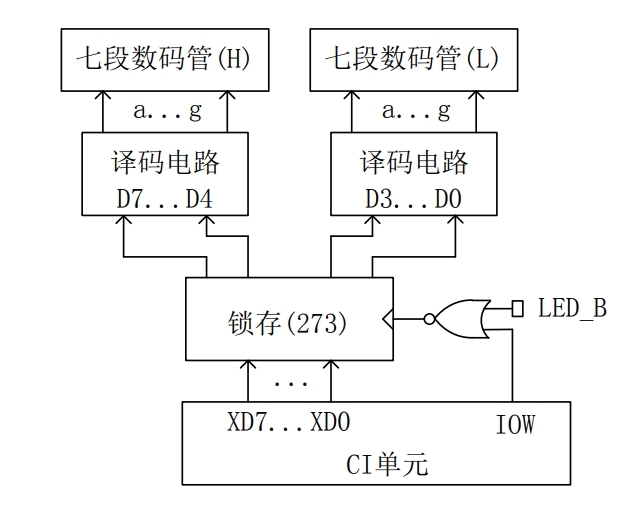 七段数码管(H) 七段数码管(L)
a...g a...g
译码电路 译码电路
D7...D4 D3...D0
锁存(273)
LED_B
...
XD7...XD0 IOW
CI单元